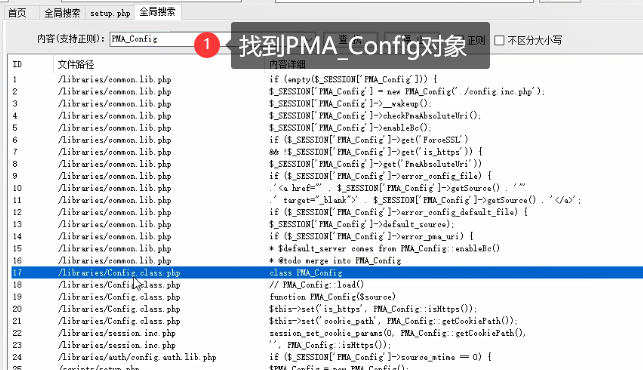 首页 全局搜索 setup.php 全局搜索
内容(支持正则): PMA_Config 正则 不区分大小写
1 找到PMA_Config对象
ID 文件路径 内容详细
1 /libraries/common.lib.php if (empty($_SESSION['PMA_Config'])) {
2 /libraries/common.lib.php $_SESSION['PMA_Config'] = new PMA_Config('./config.inc.php');
3 /libraries/common.lib.php $_SESSION['PMA_Config']->__wakeup();
4 /libraries/common.lib.php $_SESSION['PMA_Config']->checkPmaAbsoluteUri();
5 /libraries/common.lib.php $_SESSION['PMA_Config']->enableBc();
6 /libraries/common.lib.php if ($_SESSION['PMA_Config']->get('ForceSSL')
7 /libraries/common.lib.php && !$_SESSION['PMA_Config']->get('is_https')) {
8 /libraries/common.lib.php $_SESSION['PMA_Config']->get('PmaAbsoluteUri'))
9 /libraries/common.lib.php if ($_SESSION['PMA_Config']->error_config_file) {
10 /libraries/common.lib.php .'<a href="' . $_SESSION['PMA_Config']->getSource() . '"'
11 /libraries/common.lib.php .' target="_blank">' . $_SESSION['PMA_Config']->getSource() . '</a>';
12 /libraries/common.lib.php if ($_SESSION['PMA_Config']->error_config_default_file) {
13 /libraries/common.lib.php $_SESSION['PMA_Config']->default_source);
14 /libraries/common.lib.php if ($_SESSION['PMA_Config']->error_pma_uri) {
15 /libraries/common.lib.php * $default_server comes from PMA_Config::enableBc()
16 /libraries/common.lib.php * @todo merge into PMA_Config
17 /libraries/Config.class.php class PMA_Config
18 /libraries/Config.class.php // PMA_Config::load()
19 /libraries/Config.class.php function PMA_Config($source)
20 /libraries/Config.class.php $this->set('is_https', PMA_Config::isHttps());
21 /libraries/Config.class.php $this->set('cookie_path', PMA_Config::getCookiePath());
22 /libraries/session.inc.php session_set_cookie_params(0, PMA_Config::getCookiePath(),
23 /libraries/session.inc.php '', PMA_Config::isHttps());
24 /libraries/auth/config.auth.lib.php if ($_SESSION['PMA_Config']->source_mtime == 0) {
25 /scripts/setup.php $PMA_Config = new PMA_Config();